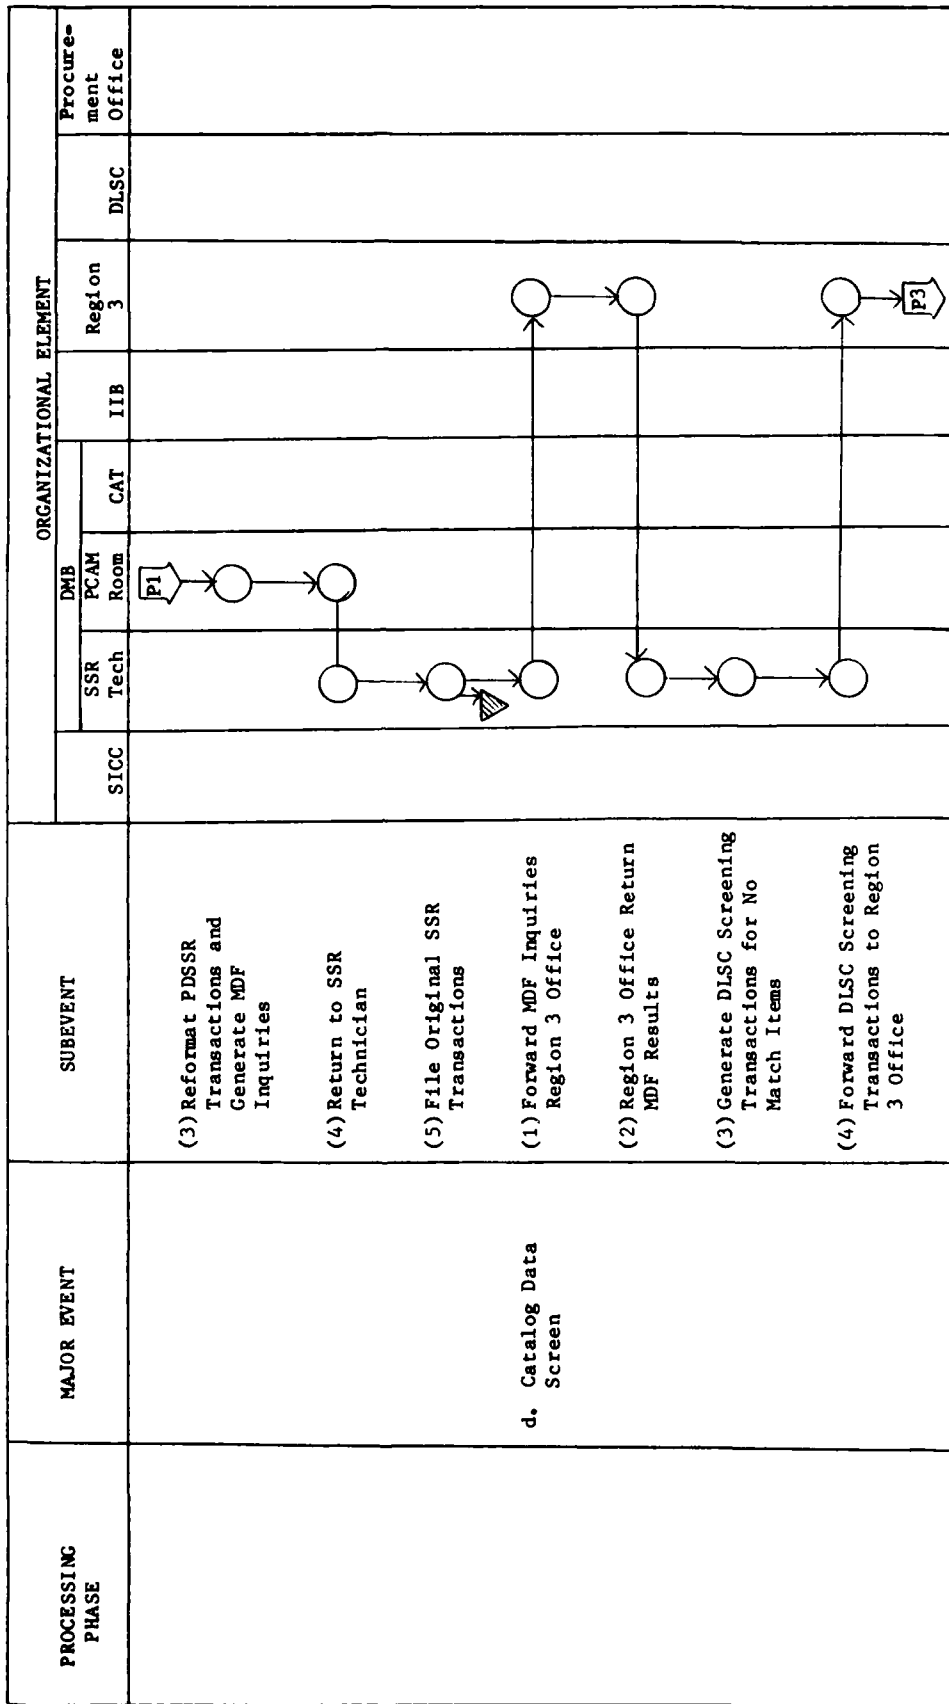 PROCESSING
PHASE
MAJOR EVENT
SUBEVENT
ORGANIZATIONAL ELEMENT
SICC
DMB
SSR
Tech
PCAM
Room
CAT
IIB
Region
3
DLSC
Procure-
ment
Office
P1
(3) Reformat PDSSR
Transactions and
Generate MDF
Inquiries
(4) Return to SSR
Technician
(5) File Original SSR
Transactions
d. Catalog Data
Screen
(1) Forward MDF Inquiries
Region 3 Office
(2) Region 3 Office Return
MDF Results
(3) Generate DLSC Screening
Transactions for No
Match Items
(4) Forward DLSC Screening
Transactions to Region
3 Office
P3